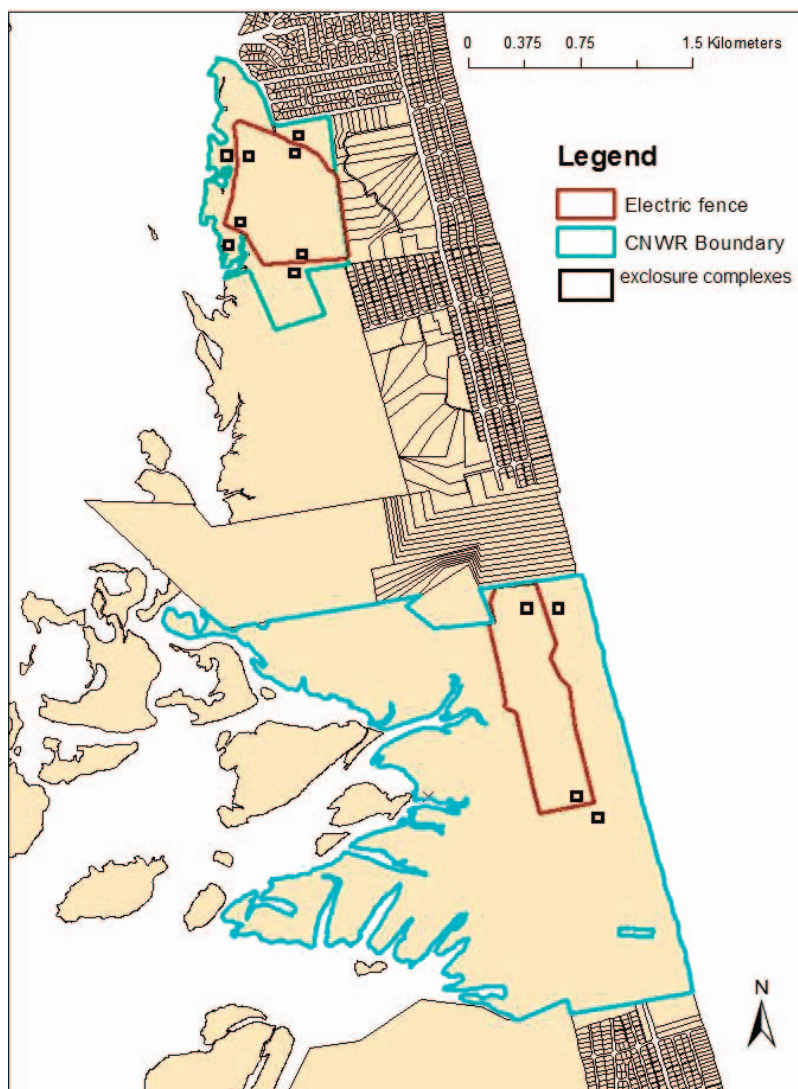 0 0.375 0.75 1.5 Kilometers
Legend
Electric fence
CNWR Boundary
exclosure complexes
N